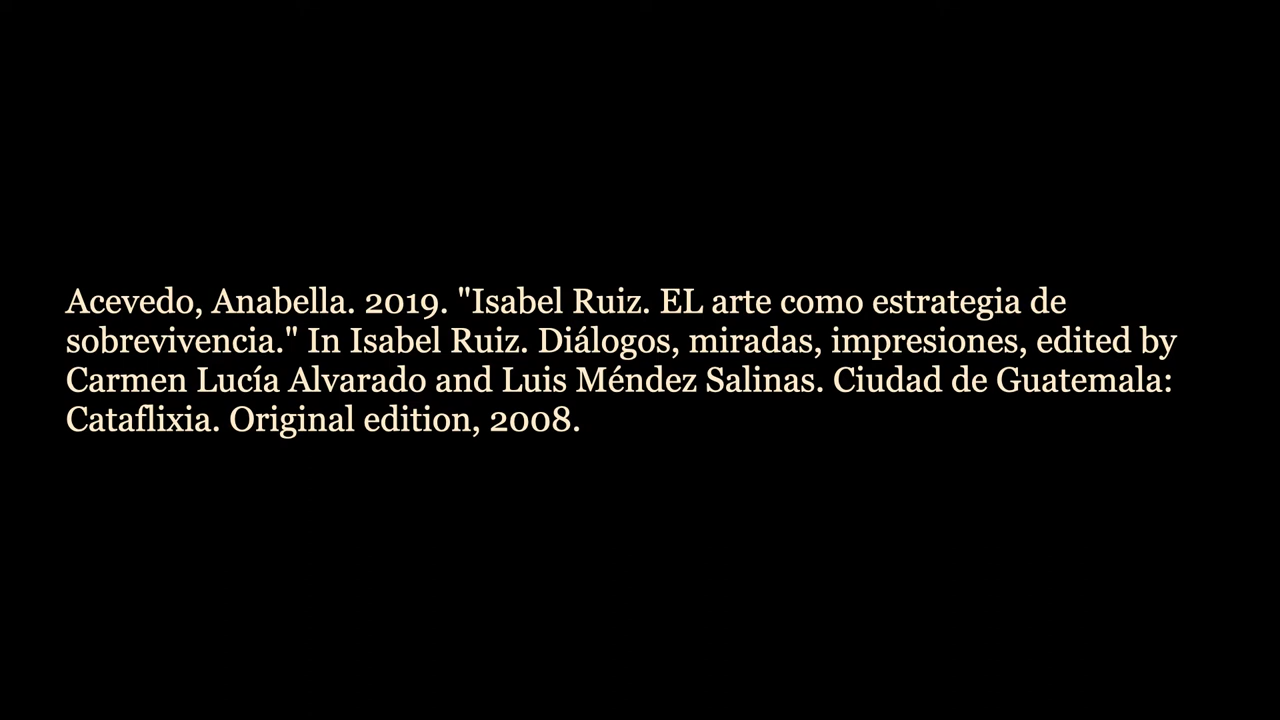 Acevedo, Anabella. 2019. "Isabel Ruiz. EL arte como estrategia de
sobrevivencia." In Isabel Ruiz. Diálogos, miradas, impresiones, edited by
Carmen Lucía Alvarado and Luis Méndez Salinas. Ciudad de Guatemala:
Cataflixia. Original edition, 2008.